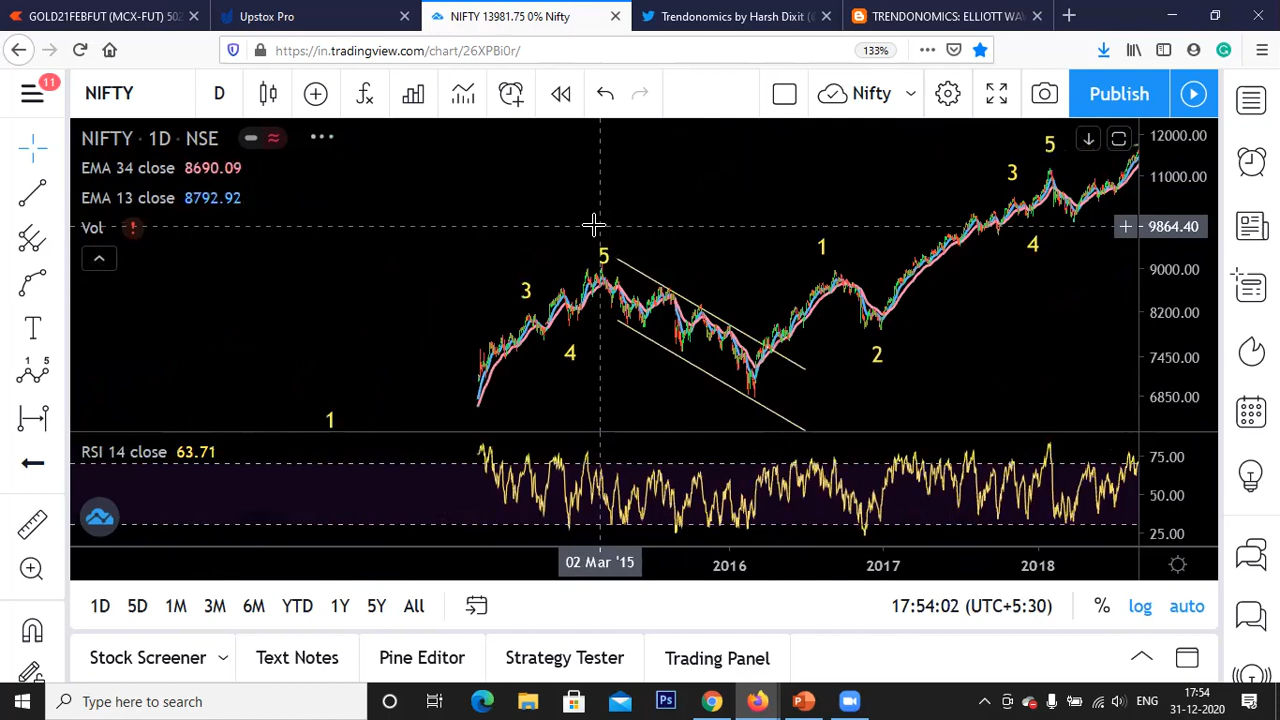 GOLD21FEBFUT (MCX-FUT) 502
Upstox Pro
NIFTY 13981.75 0% Nifty
Trendonomics by Harsh Dixit (@
TRENDONOMICS: ELLIOTT WAV
https://in.tradingview.com/chart/26XPBi0r/
133%
11
NIFTY
D
Nifty
Publish
NIFTY · 1D · NSE
EMA 34 close 8690.09
EMA 13 close 8792.92
Vol
12000.00
11000.00
9864.40
9000.00
8200.00
7450.00
6850.00
5
3
4
1
5
3
4
2
1
RSI 14 close 63.71
75.00
50.00
25.00
02 Mar '15
2016
2017
2018
1D
5D
1M
3M
6M
YTD
1Y
5Y
All
17:54:02 (UTC+5:30)
%
log
auto
Stock Screener
Text Notes
Pine Editor
Strategy Tester
Trading Panel
Type here to search
ENG
17:54
31-12-2020